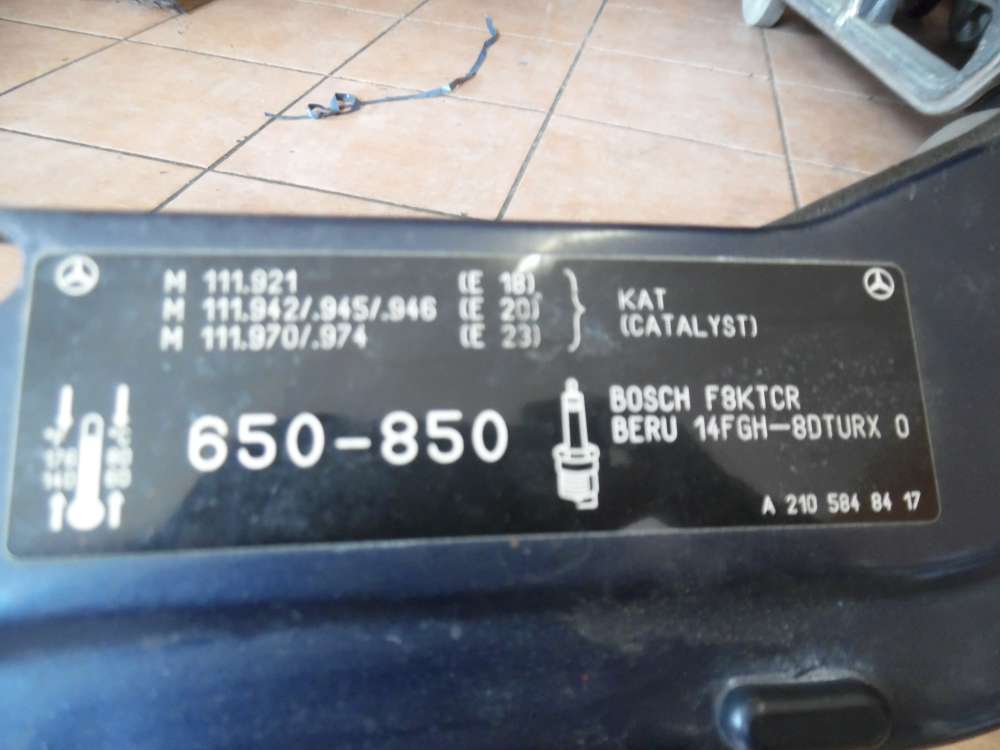 M 111.921 (E 18)
M 111.942/.945/.946 (E 20)
M 111.970/.974 (E 23)
KAT
(CATALYST)
650-850
BOSCH F8KTCR
BERU 14FGH-8DTURX 0
A 210 584 84 17